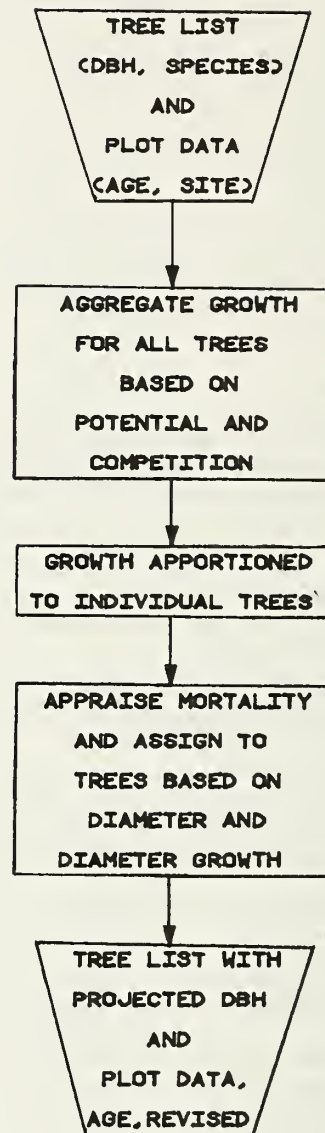 TREE LIST
(DBH, SPECIES)
AND
PLOT DATA
(AGE, SITE)
AGGREGATE GROWTH
FOR ALL TREES
BASED ON
POTENTIAL AND
COMPETITION
GROWTH APPORTIONED
TO INDIVIDUAL TREES
APPRAISE MORTALITY
AND ASSIGN TO
TREES BASED ON
DIAMETER AND
DIAMETER GROWTH
TREE LIST WITH
PROJECTED DBH
AND
PLOT DATA,
AGE, REVISED